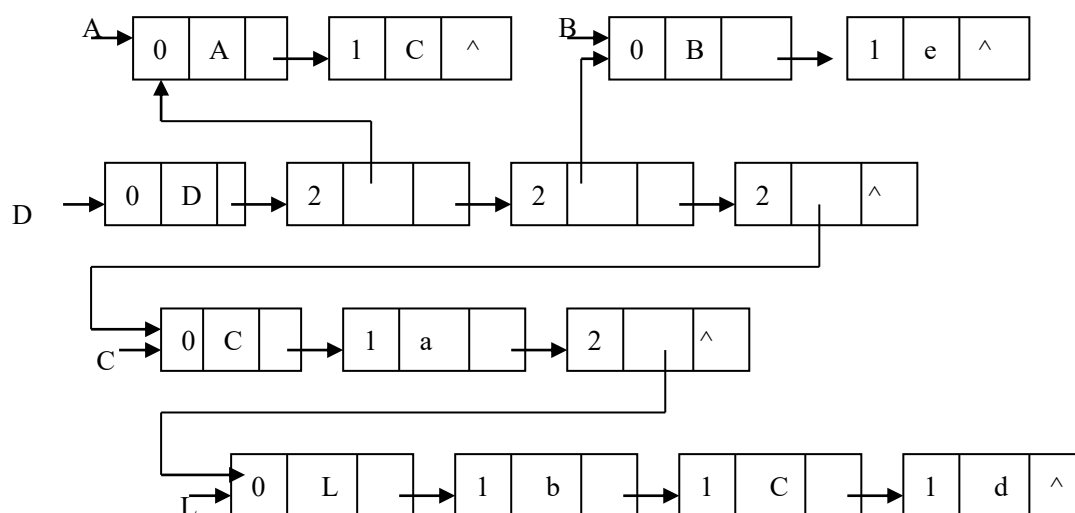 A 0 A 1 C ^ B 0 B 1 e ^
D 0 D 2 2 2 ^
C 0 C 1 a 2 ^
L 0 L 1 b 1 C 1 d ^